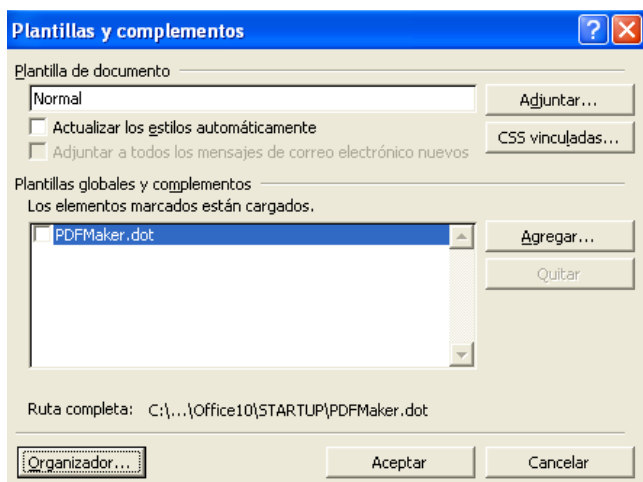 Plantillas y complementos
Plantilla de documento
Normal
Adjuntar...
Actualizar los estilos automáticamente
CSS vinculadas...
Adjuntar a todos los mensajes de correo electrónico nuevos
Plantillas globales y complementos
Los elementos marcados están cargados.
PDFMaker.dot
Agregar...
Quitar
Ruta completa: C:\...\Office10\STARTUP\PDFMaker.dot
Organizador... Aceptar Cancelar